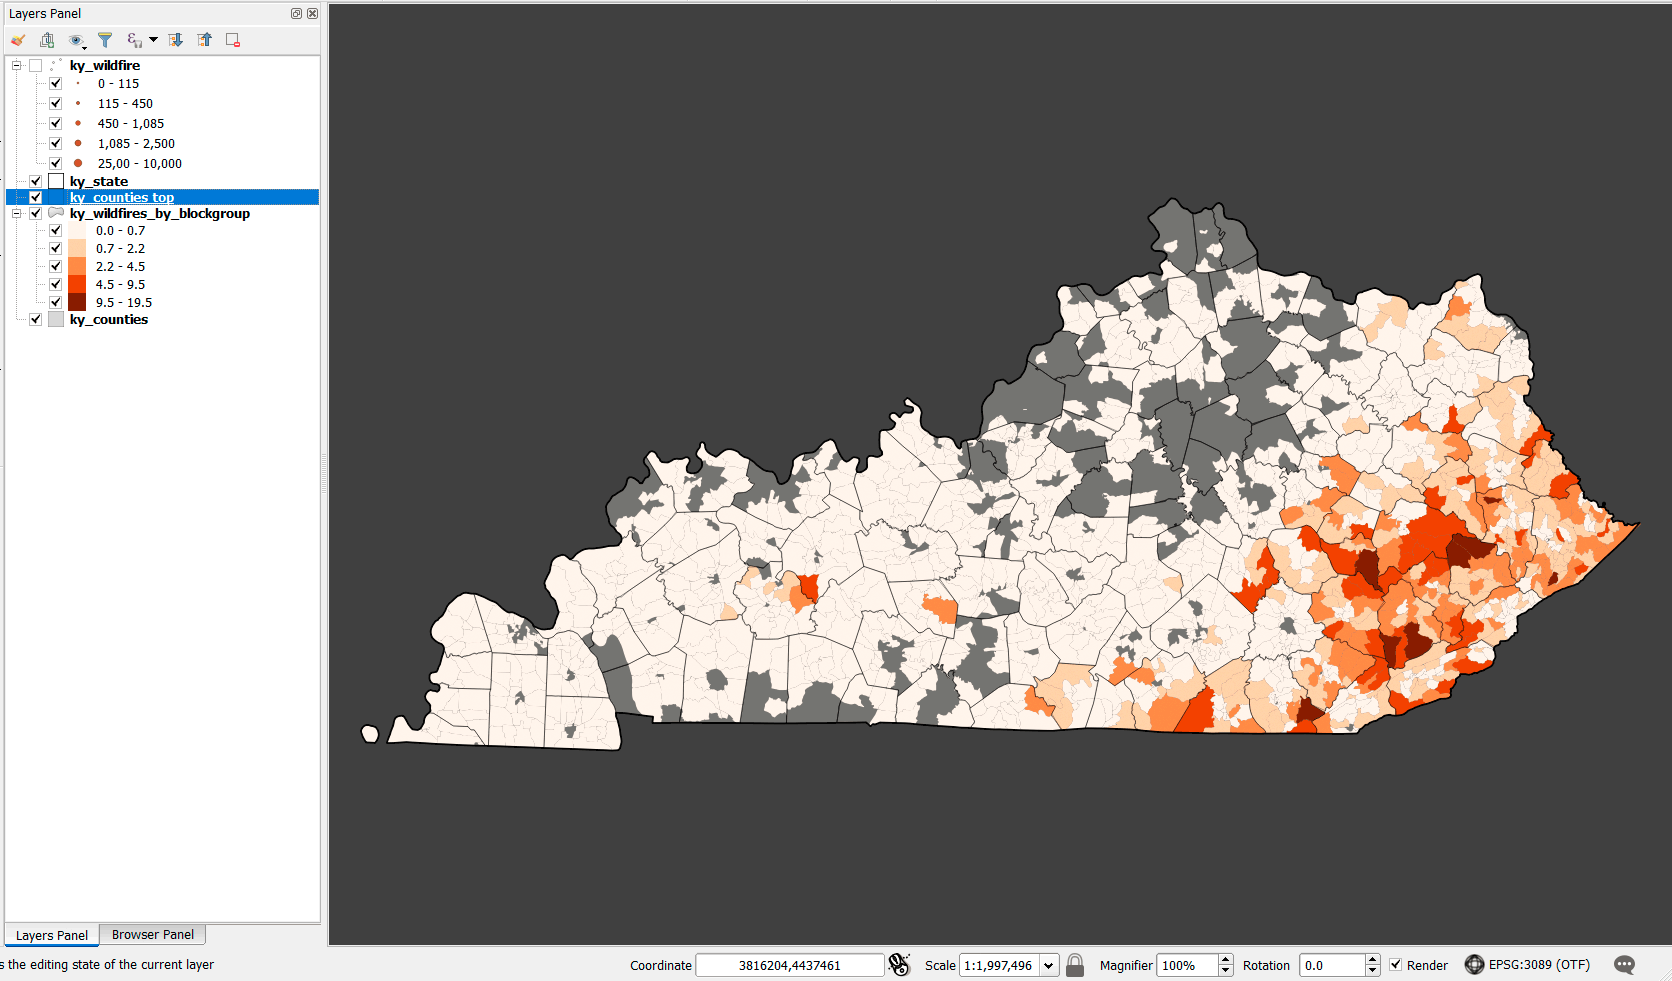 Layers Panel
ky_wildfire
0 - 115
115 - 450
450 - 1,085
1,085 - 2,500
25,00 - 10,000
ky_state
ky_counties top
ky_wildfires_by_blockgroup
0.0 - 0.7
0.7 - 2.2
2.2 - 4.5
4.5 - 9.5
9.5 - 19.5
ky_counties
Layers Panel
Browser Panel
s the editing state of the current layer
Coordinate
3816204,4437461
Scale
1:1,997,496
Magnifier
100%
Rotation
0.0
Render
EPSG:3089 (OTF)